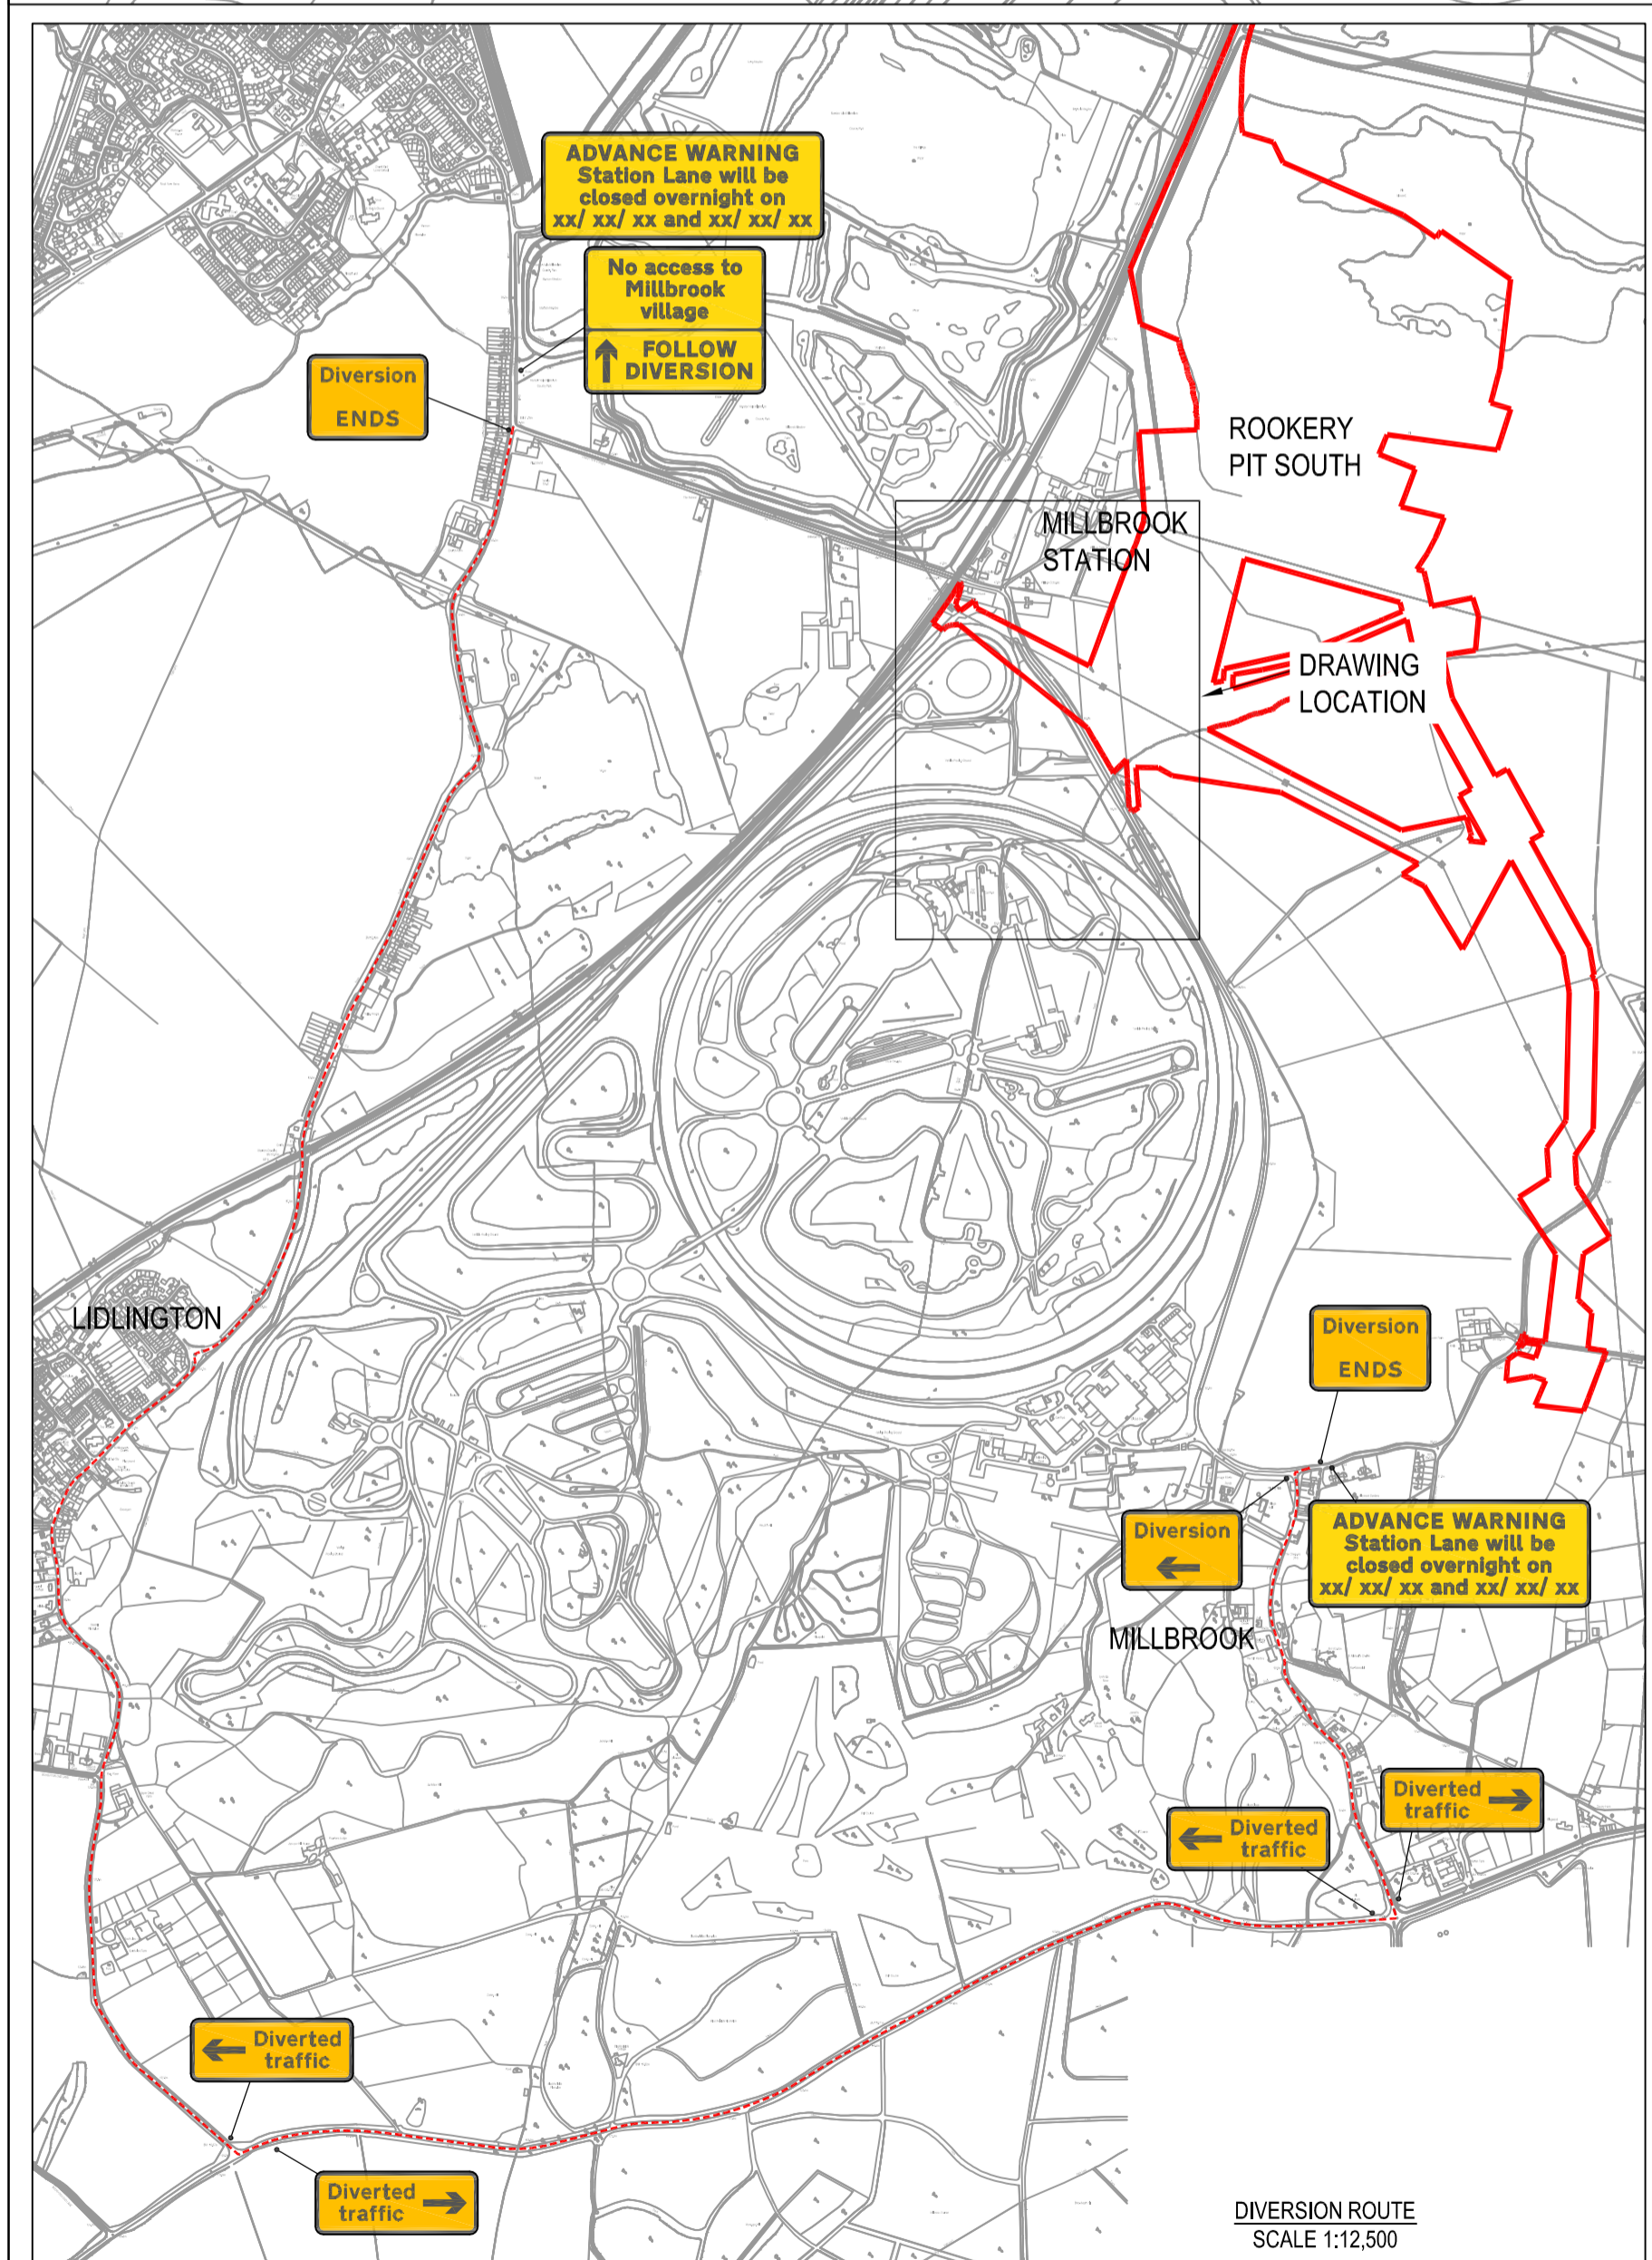 ADVANCE WARNING
Station Lane will be
closed overnight on
xx/ xx/ xx and xx/ xx/ xx
No access to
Millbrook
village
FOLLOW
DIVERSION
Diversion
ENDS
ROOKERY
PIT SOUTH
MILLBROOK
STATION
DRAWING
LOCATION
LIDLINGTON
Diversion
ENDS
Diversion
ADVANCE WARNING
Station Lane will be
closed overnight on
xx/ xx/ xx and xx/ xx/ xx
MILLBROOK
Diverted
traffic
Diverted
traffic
Diverted
traffic
Diverted
traffic
DIVERSION ROUTE
SCALE 1:12,500